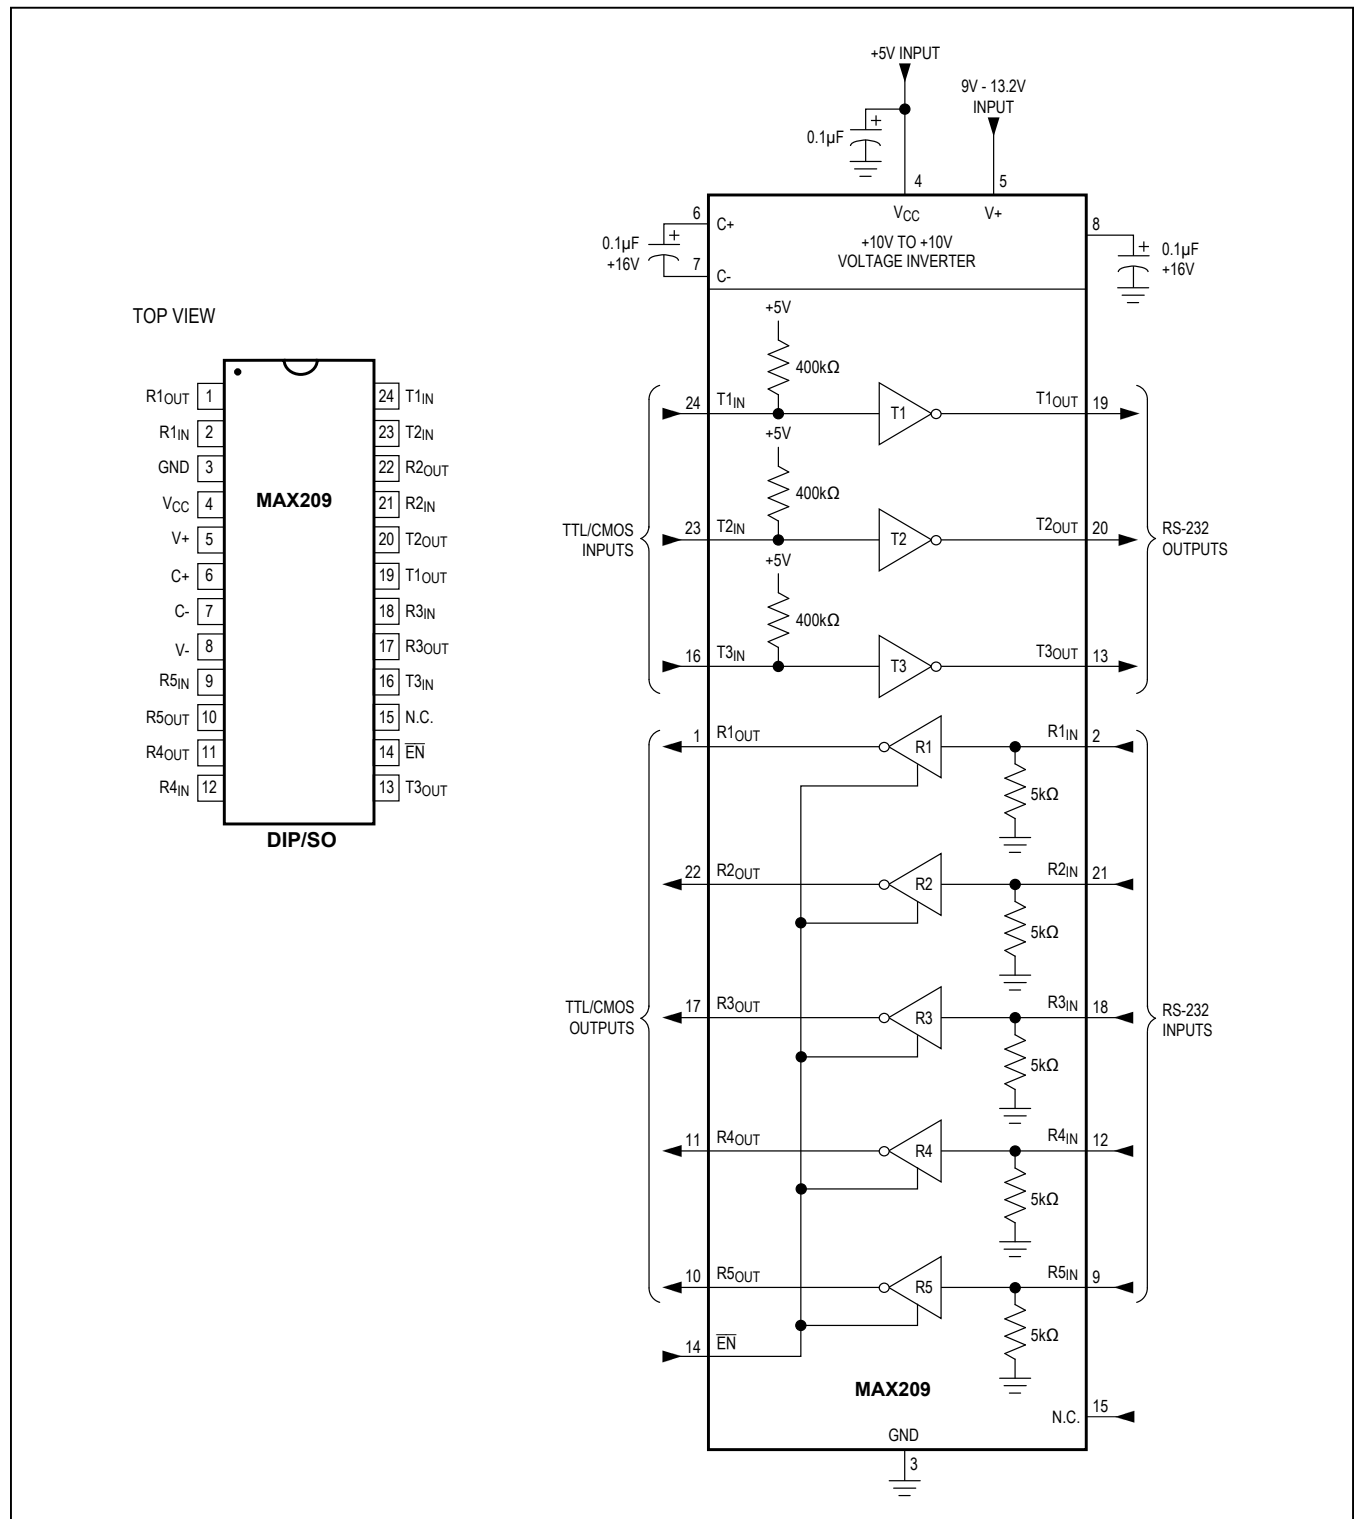 TOP VIEW
R1OUT 1
R1IN 2
GND 3
VCC 4
V+ 5
C+ 6
C- 7
V- 8
R5IN 9
R5OUT 10
R4OUT 11
R4IN 12
24 T1IN
23 T2IN
22 R2OUT
21 R2IN
20 T2OUT
19 T1OUT
18 R3IN
17 R3OUT
16 T3IN
15 N.C.
14 E̅N̅
13 T3OUT
MAX209
DIP/SO
+5V INPUT
9V - 13.2V
INPUT
0.1µF
+
4
5
VCC
V+
6
C+
0.1µF
+16V
+
7
C-
+10V TO +10V
VOLTAGE INVERTER
8
+
0.1µF
+16V
+5V
400kΩ
24 T1IN
T1
T1OUT 19
+5V
400kΩ
TTL/CMOS
INPUTS
23 T2IN
T2
T2OUT 20
RS-232
OUTPUTS
+5V
400kΩ
16 T3IN
T3
T3OUT 13
1 R1OUT
R1
R1IN 2
5kΩ
22 R2OUT
R2
R2IN 21
5kΩ
TTL/CMOS
OUTPUTS
17 R3OUT
R3
R3IN 18
RS-232
INPUTS
5kΩ
11 R4OUT
R4
R4IN 12
5kΩ
10 R5OUT
R5
R5IN 9
5kΩ
14 E̅N̅
MAX209
N.C. 15
GND
3